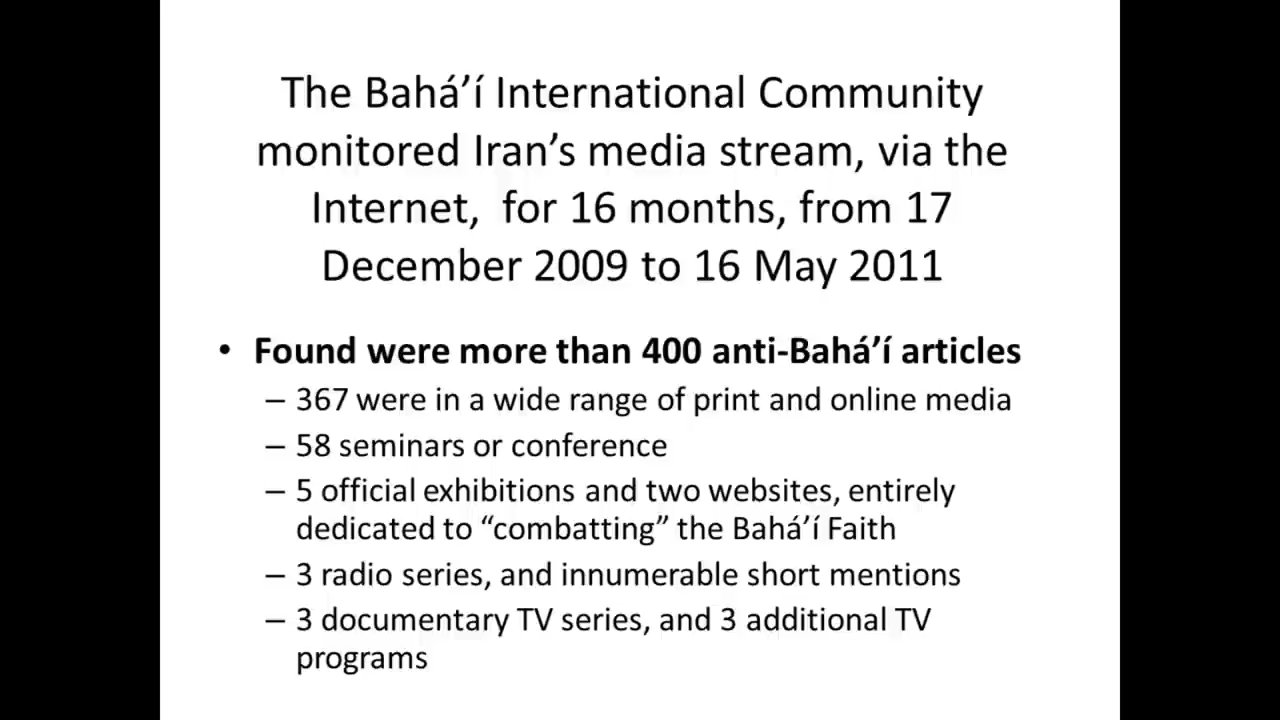 The Bahá’í International Community
monitored Iran’s media stream, via the
Internet,  for 16 months, from 17
December 2009 to 16 May 2011
• Found were more than 400 anti-Bahá’í articles
– 367 were in a wide range of print and online media
– 58 seminars or conference
– 5 official exhibitions and two websites, entirely
dedicated to “combatting” the Bahá’í Faith
– 3 radio series, and innumerable short mentions
– 3 documentary TV series, and 3 additional TV
programs